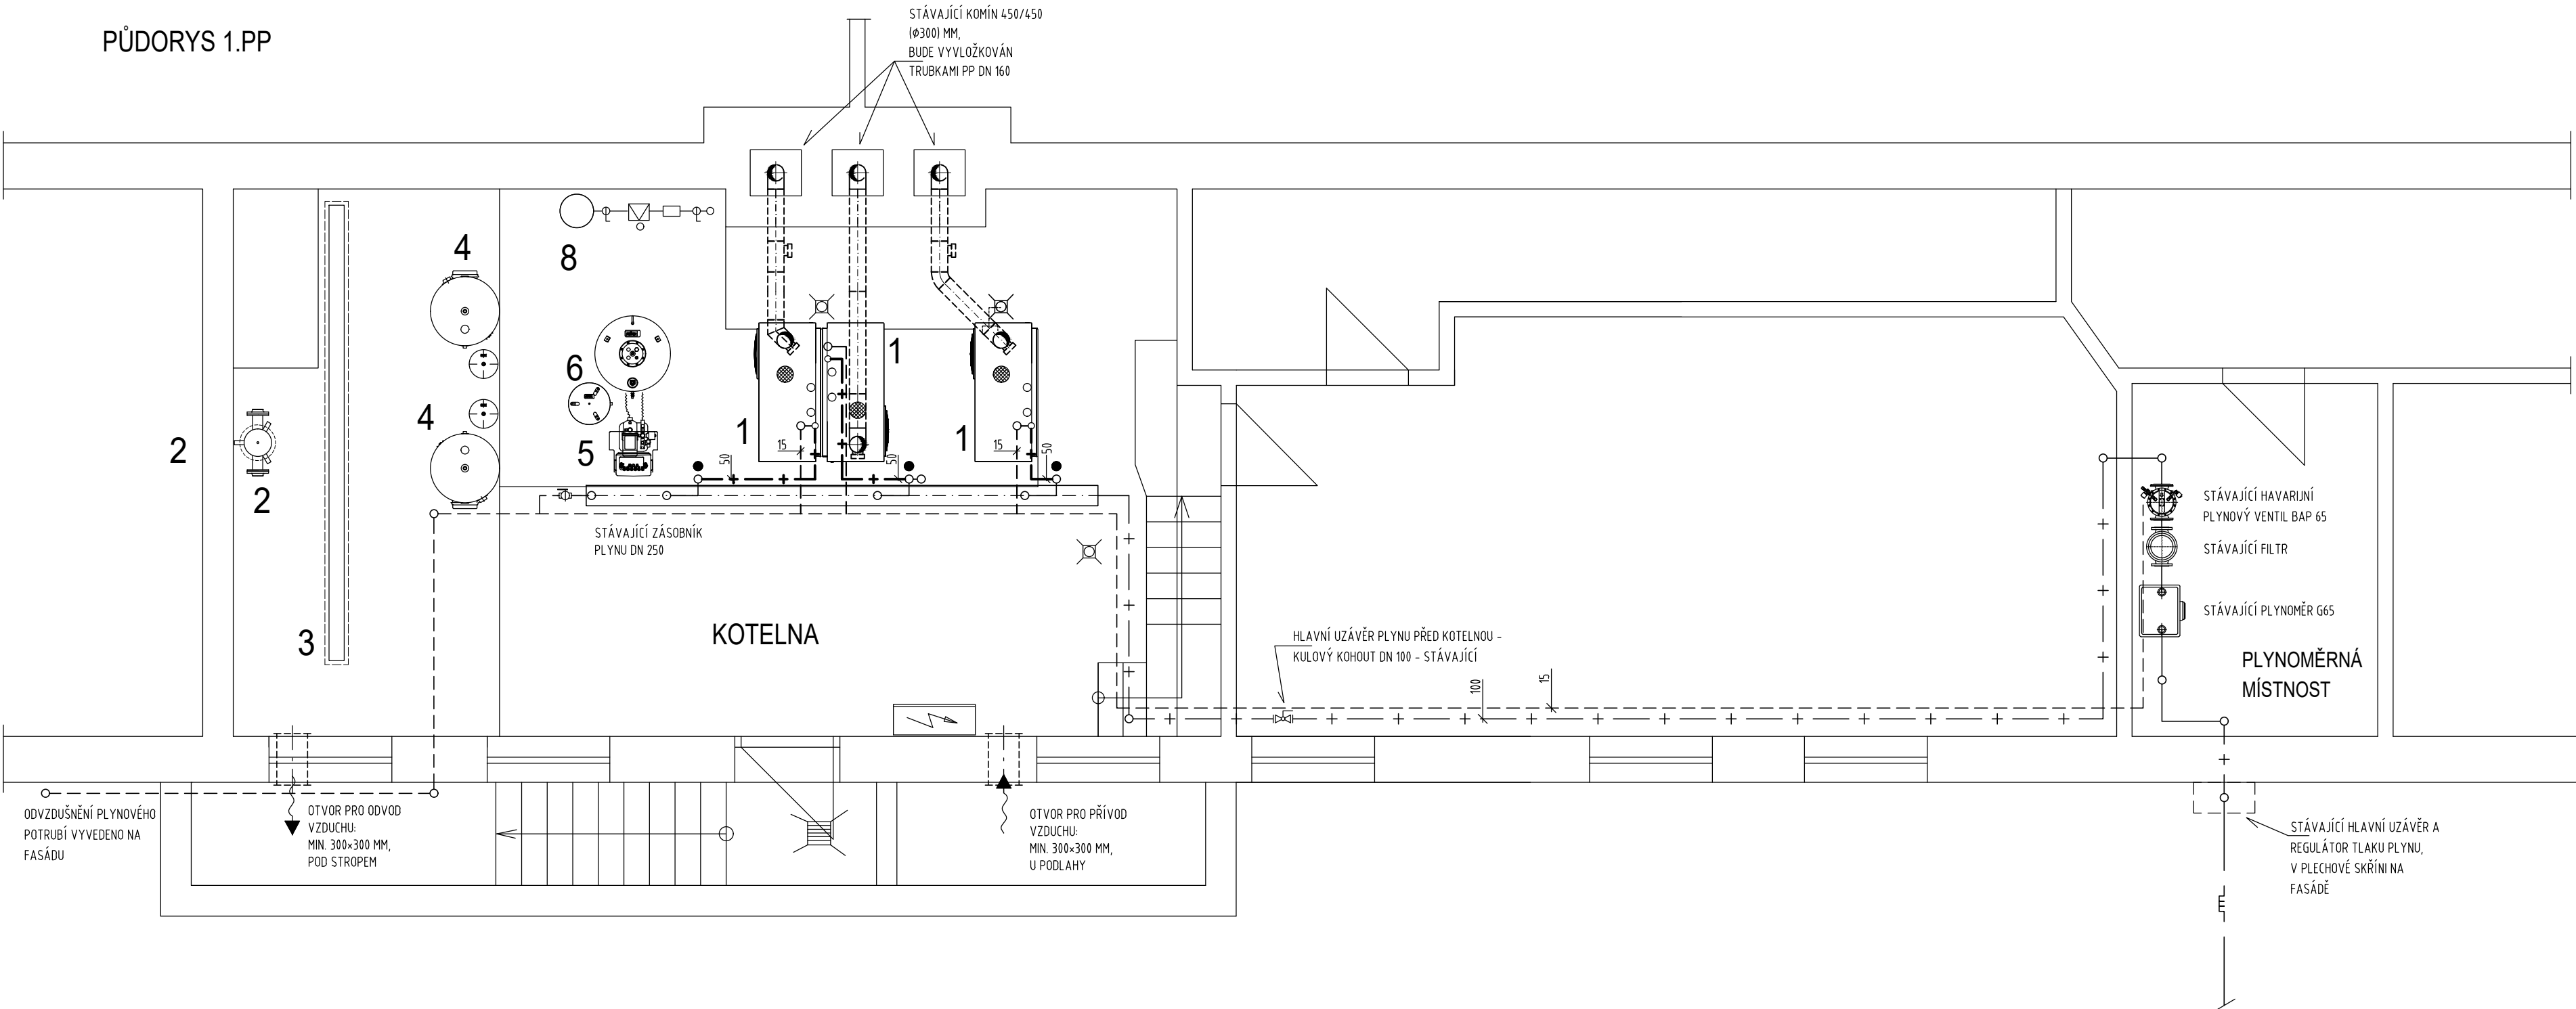 PŮDORYS 1.PP
STÁVAJÍCÍ KOMÍN 450/450
(Ø300) MM,
BUDE VYVLOŽKOVÁN
TRUBKAMI PP DN 160
4
8
6
4
5
1
1
1
2
2
3
15
15
50
50
50
STÁVAJÍCÍ ZÁSOBNÍK
PLYNU DN 250
KOTELNA
HLAVNÍ UZÁVĚR PLYNU PŘED KOTELNOU -
KULOVÝ KOHOUT DN 100 - STÁVAJÍCÍ
100
15
STÁVAJÍCÍ HAVARIJNÍ
PLYNOVÝ VENTIL BAP 65
STÁVAJÍCÍ FILTR
STÁVAJÍCÍ PLYNOMĚR G65
PLYNOMĚRNÁ
MÍSTNOST
ODVZDUŠNĚNÍ PLYNOVÉHO
POTRUBÍ VYVEDENO NA
FASÁDU
OTVOR PRO ODVOD
VZDUCHU:
MIN. 300×300 MM,
POD STROPEM
OTVOR PRO PŘÍVOD
VZDUCHU:
MIN. 300×300 MM,
U PODLAHY
STÁVAJÍCÍ HLAVNÍ UZÁVĚR A
REGULÁTOR TLAKU PLYNU,
V PLECHOVÉ SKŘÍNI NA
FASÁDĚ